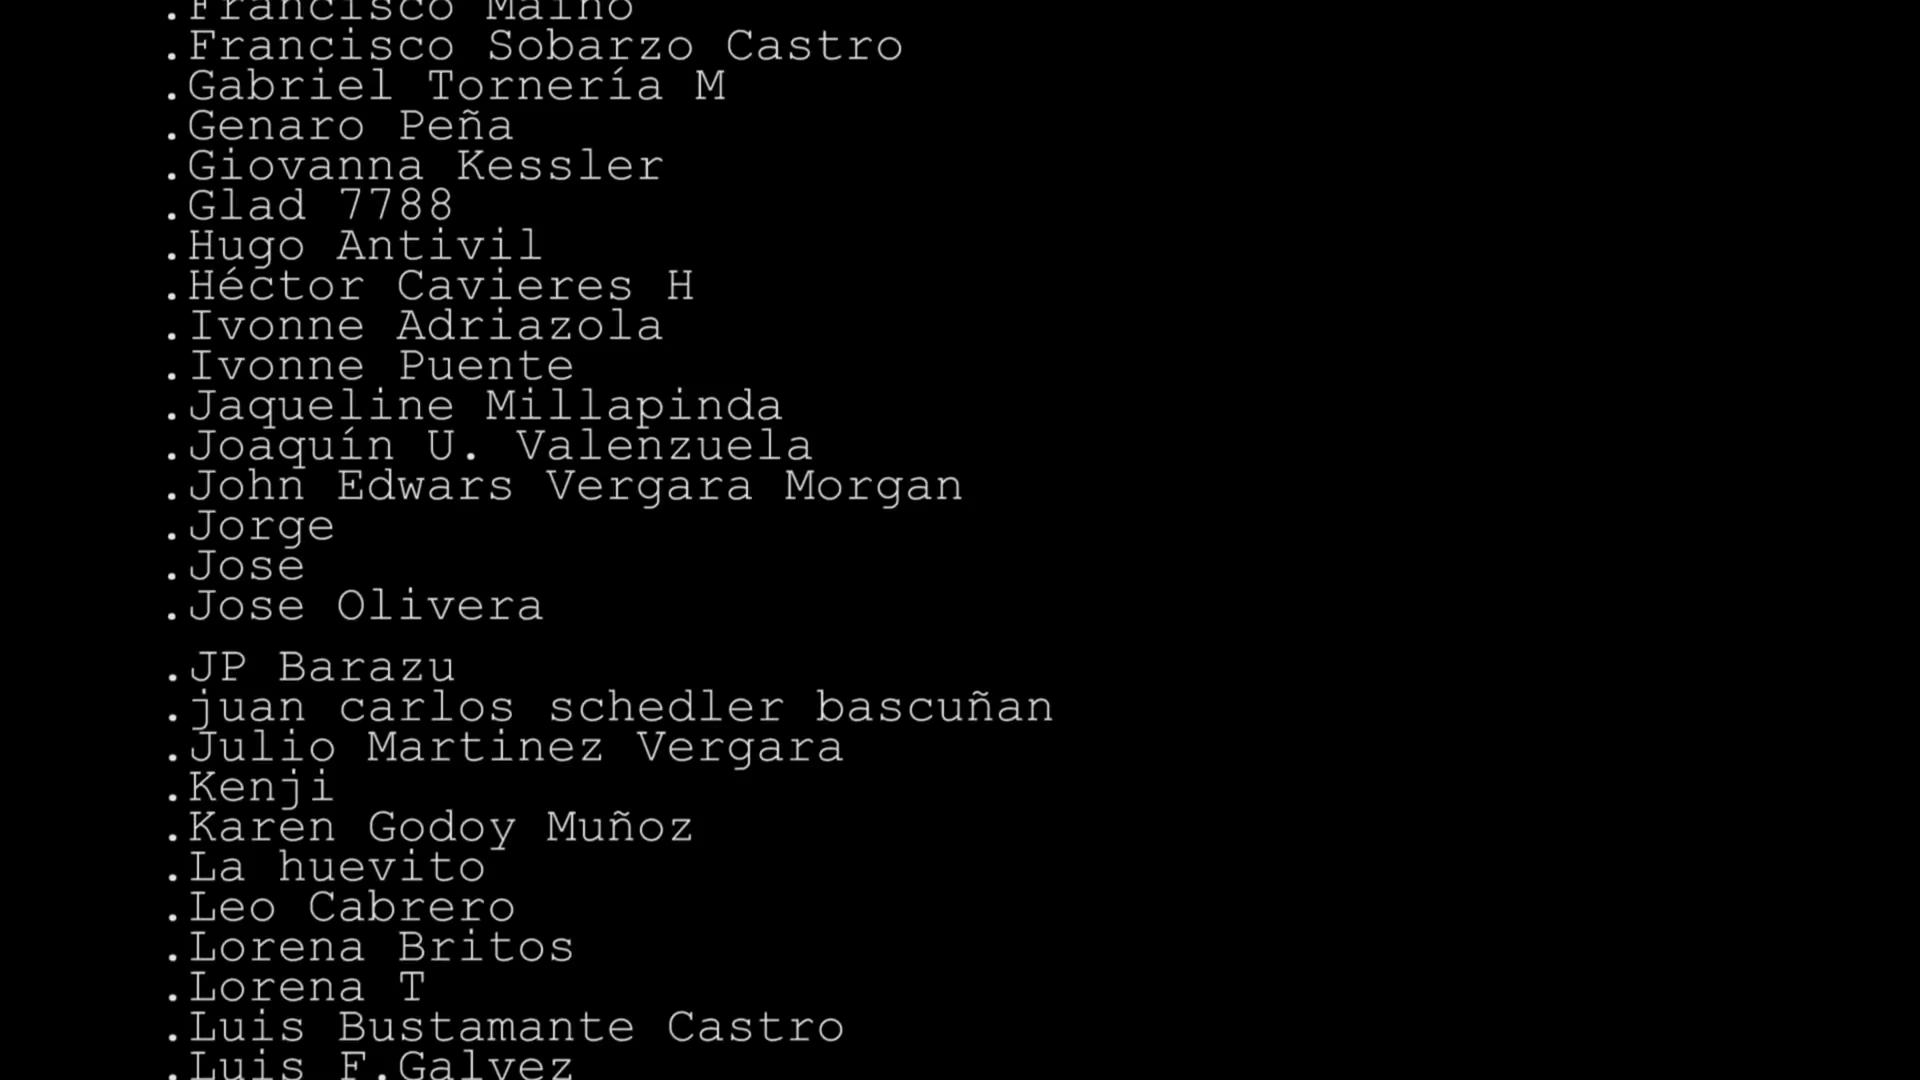 .Francisco Maino
.Francisco Sobarzo Castro
.Gabriel Tornería M
.Genaro Peña
.Giovanna Kessler
.Glad 7788
.Hugo Antivil
.Héctor Cavieres H
.Ivonne Adriazola
.Ivonne Puente
.Jaqueline Millapinda
.Joaquín U. Valenzuela
.John Edwars Vergara Morgan
.Jorge
.Jose
.Jose Olivera
.JP Barazu
.juan carlos schedler bascuñan
.Julio Martinez Vergara
.Kenji
.Karen Godoy Muñoz
.La huevito
.Leo Cabrero
.Lorena Britos
.Lorena T
.Luis Bustamante Castro
.Luis F.Galvez